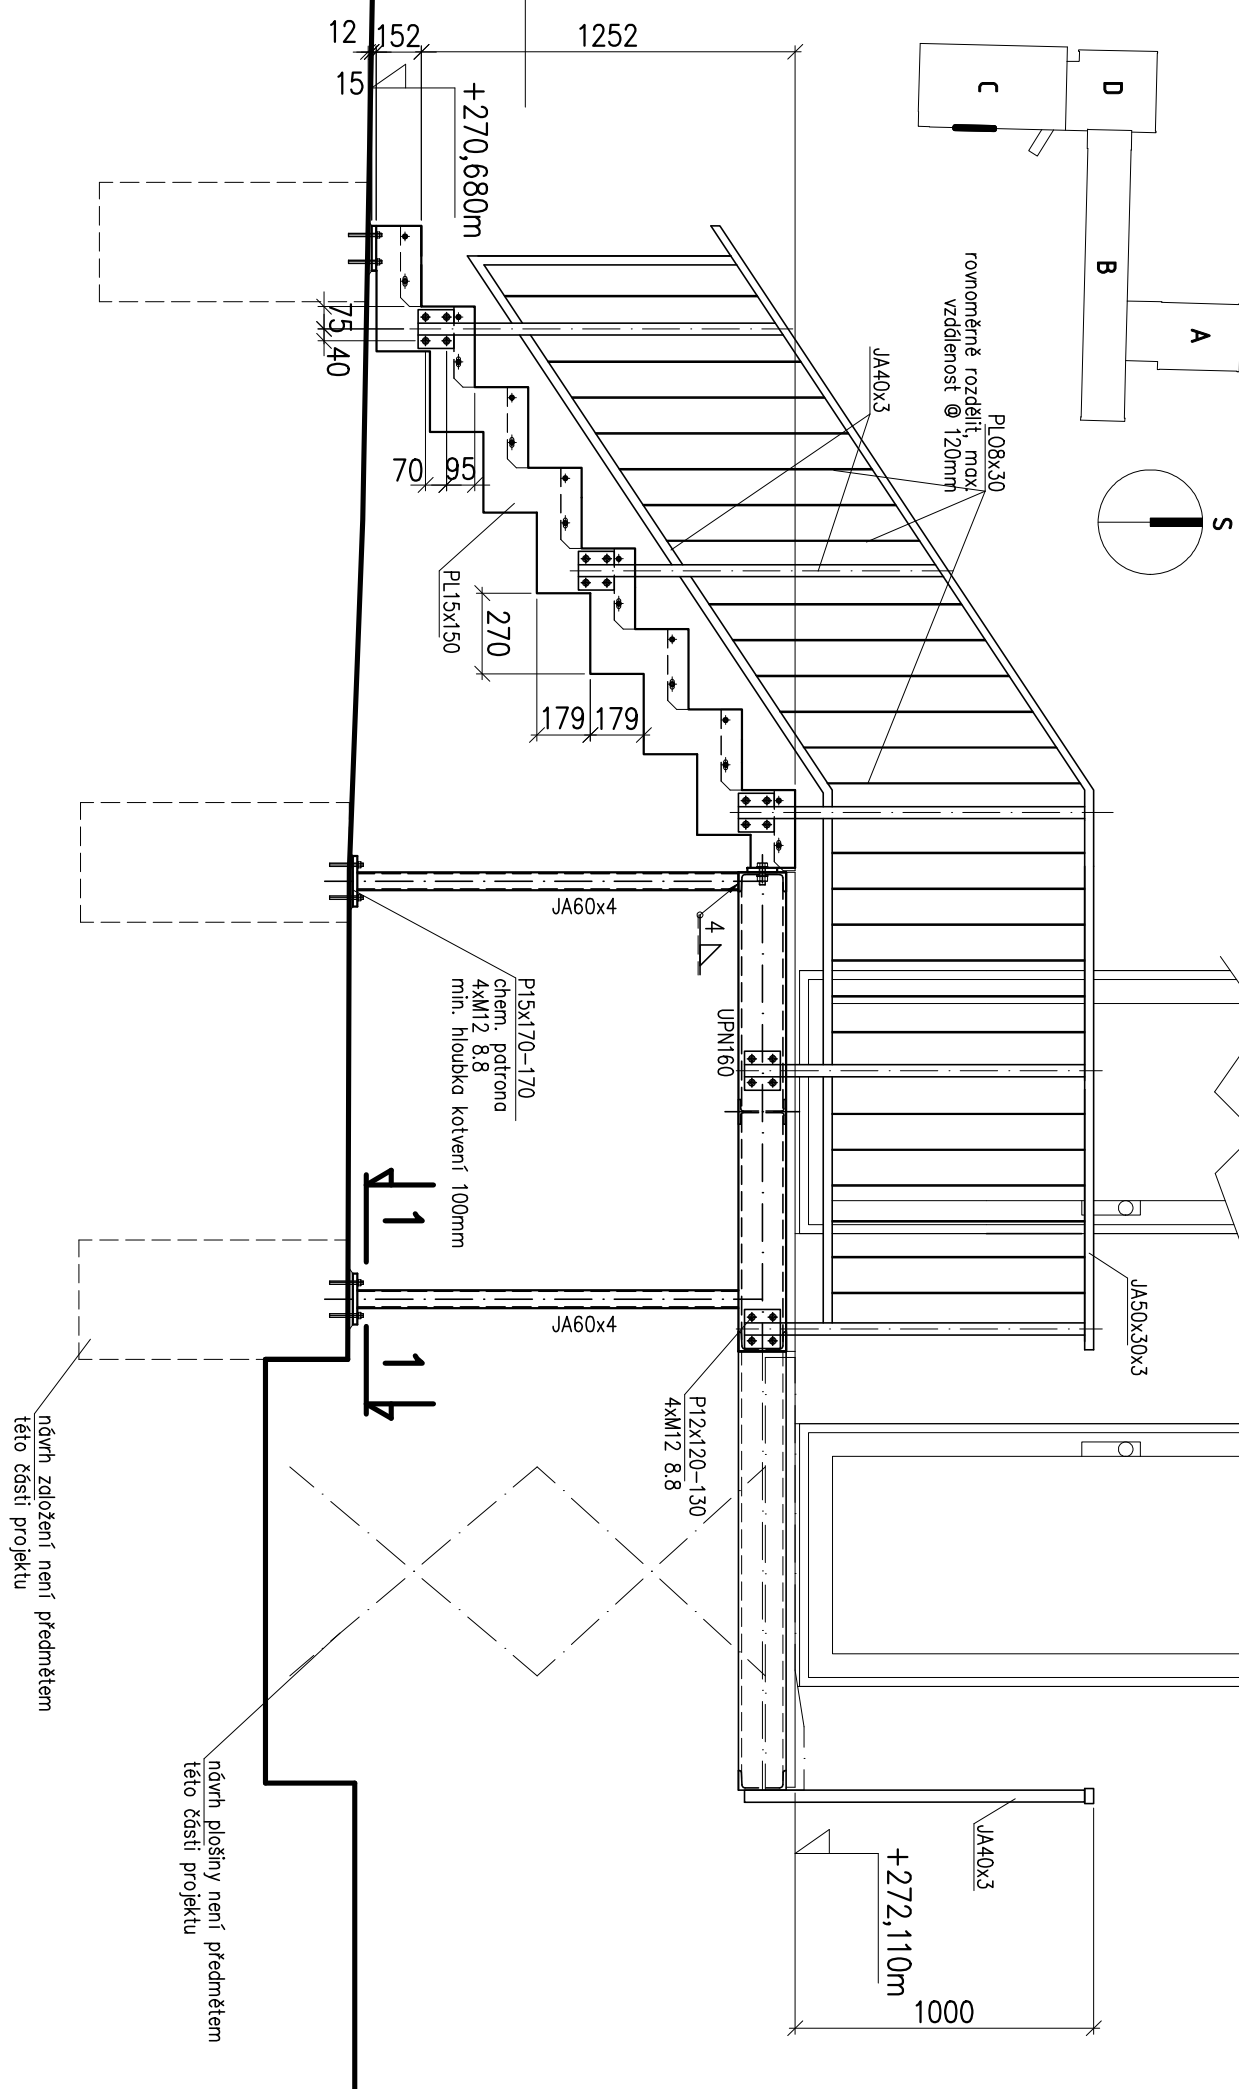 12
152
1252
15
+270,680m
C
D
B
A
S
rovnoměrně rozdělit, max.
vzdálenost @ 120mm
PL08x30
JA40x3
75
40
70
95
PL15x150
270
179
179
JA60x4
4
UPN160
P15x170-170
chem. patrona
4xM12 8.8
min. hloubka kotvení 100mm
1
1
JA60x4
JA50x30x3
P12x120-130
4xM12 8.8
návrh založení není předmětem
této části projektu
návrh plošiny není předmětem
této části projektu
JA40x3
+272,110m
1000